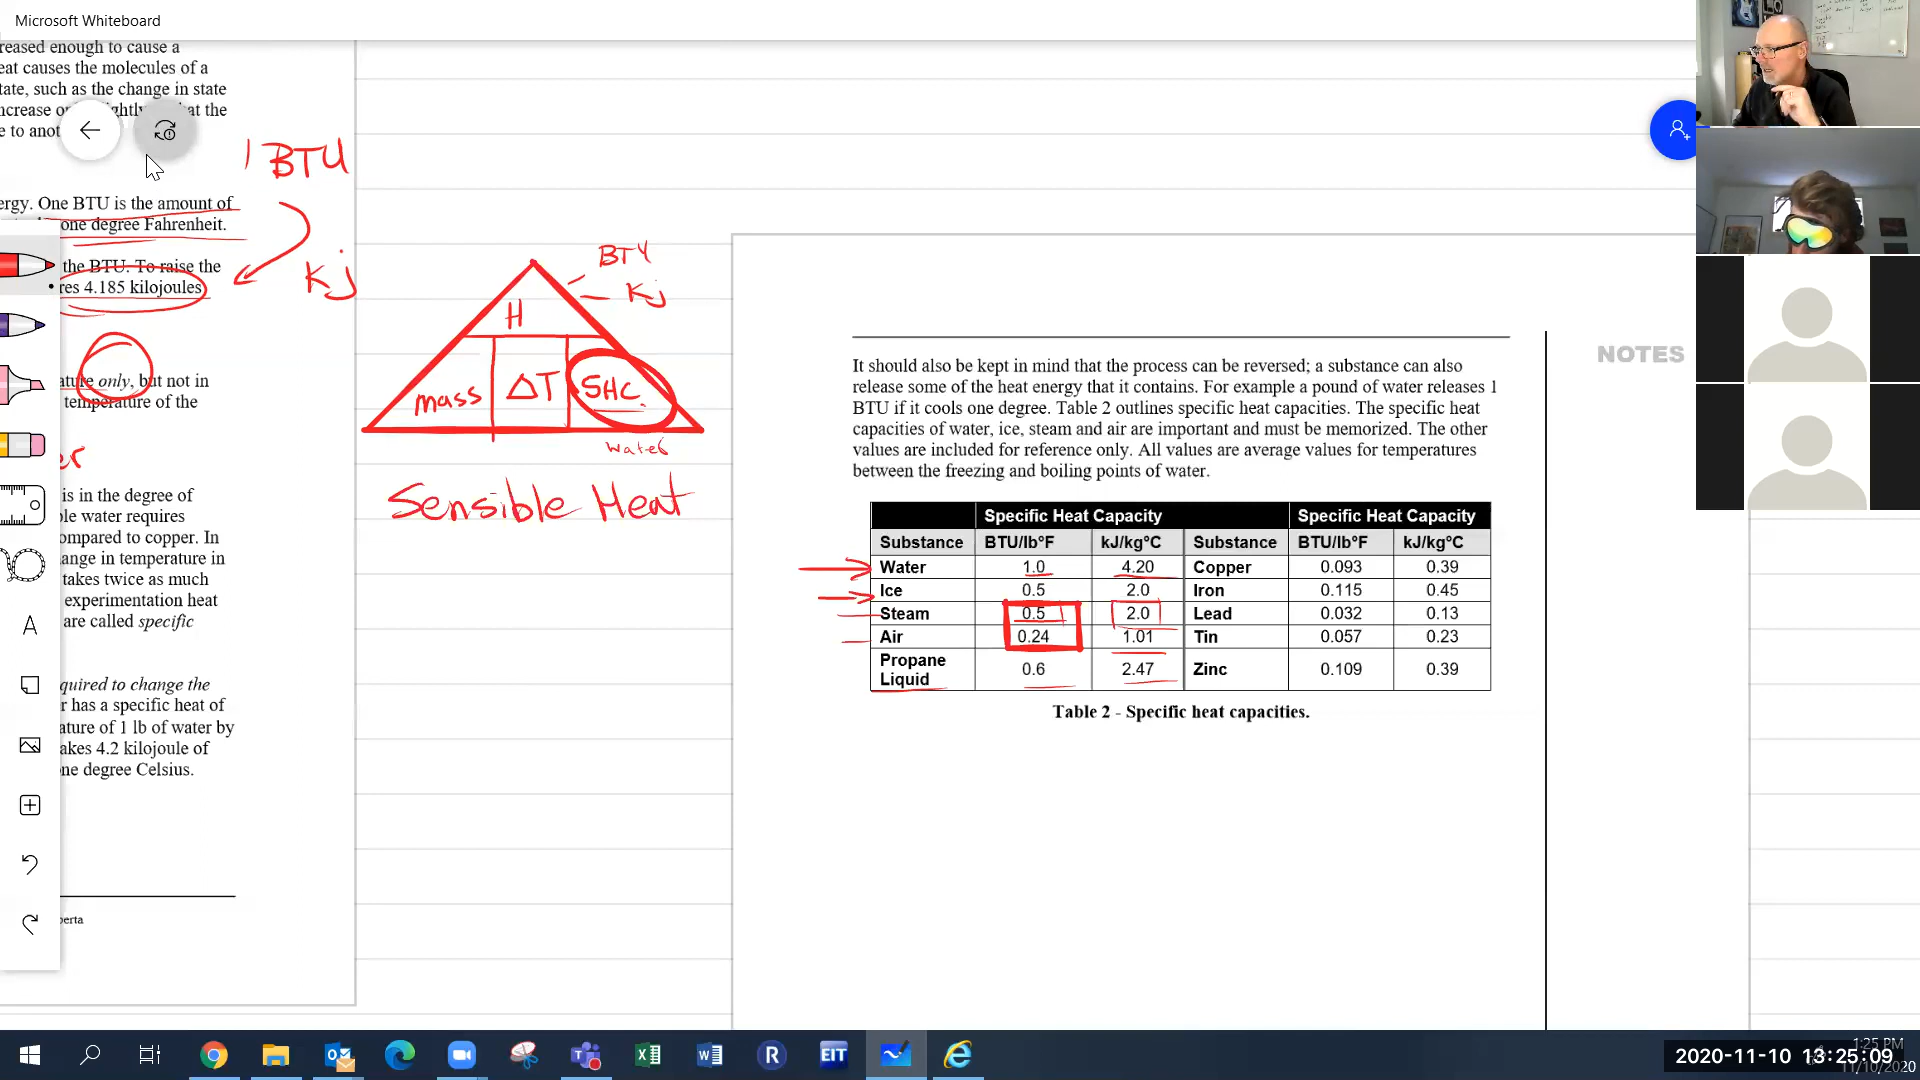 Microsoft Whiteboard
reased enough to cause a
eat causes the molecules of a
tate, such as the change in state
at the
e to
1 BTU
ergy. One BTU is the amount of
one degree Fahrenheit.
the BTU. To raise the
res 4.185 kilojoules
Kj
ature only, but not in
temperature of the
er
is in the degree of
ble water requires
ompared to copper. In
ange in temperature in
takes twice as much
experimentation heat
are called specific
quired to change the
r has a specific heat of
ature of 1 lb of water by
akes 4.2 kilojoule of
one degree Celsius.
berta
BTU
Kj
H
mass ΔT SHC
water
Sensible Heat
NOTES
It should also be kept in mind that the process can be reversed; a substance can also
release some of the heat energy that it contains. For example a pound of water releases 1
BTU if it cools one degree. Table 2 outlines specific heat capacities. The specific heat
capacities of water, ice, steam and air are important and must be memorized. The other
values are included for reference only. All values are average values for temperatures
between the freezing and boiling points of water.
Specific Heat Capacity Specific Heat Capacity
Substance BTU/lb°F kJ/kg°C Substance BTU/lb°F kJ/kg°C
Water 1.0 4.20 Copper 0.093 0.39
Ice 0.5 2.0 Iron 0.115 0.45
Steam 0.5 2.0 Lead 0.032 0.13
Air 0.24 1.01 Tin 0.057 0.23
Propane
Liquid 0.6 2.47 Zinc 0.109 0.39
Table 2 - Specific heat capacities.
A
R
EIT
1:25 PM
2020-11-10 13:25:09
11/10/2020